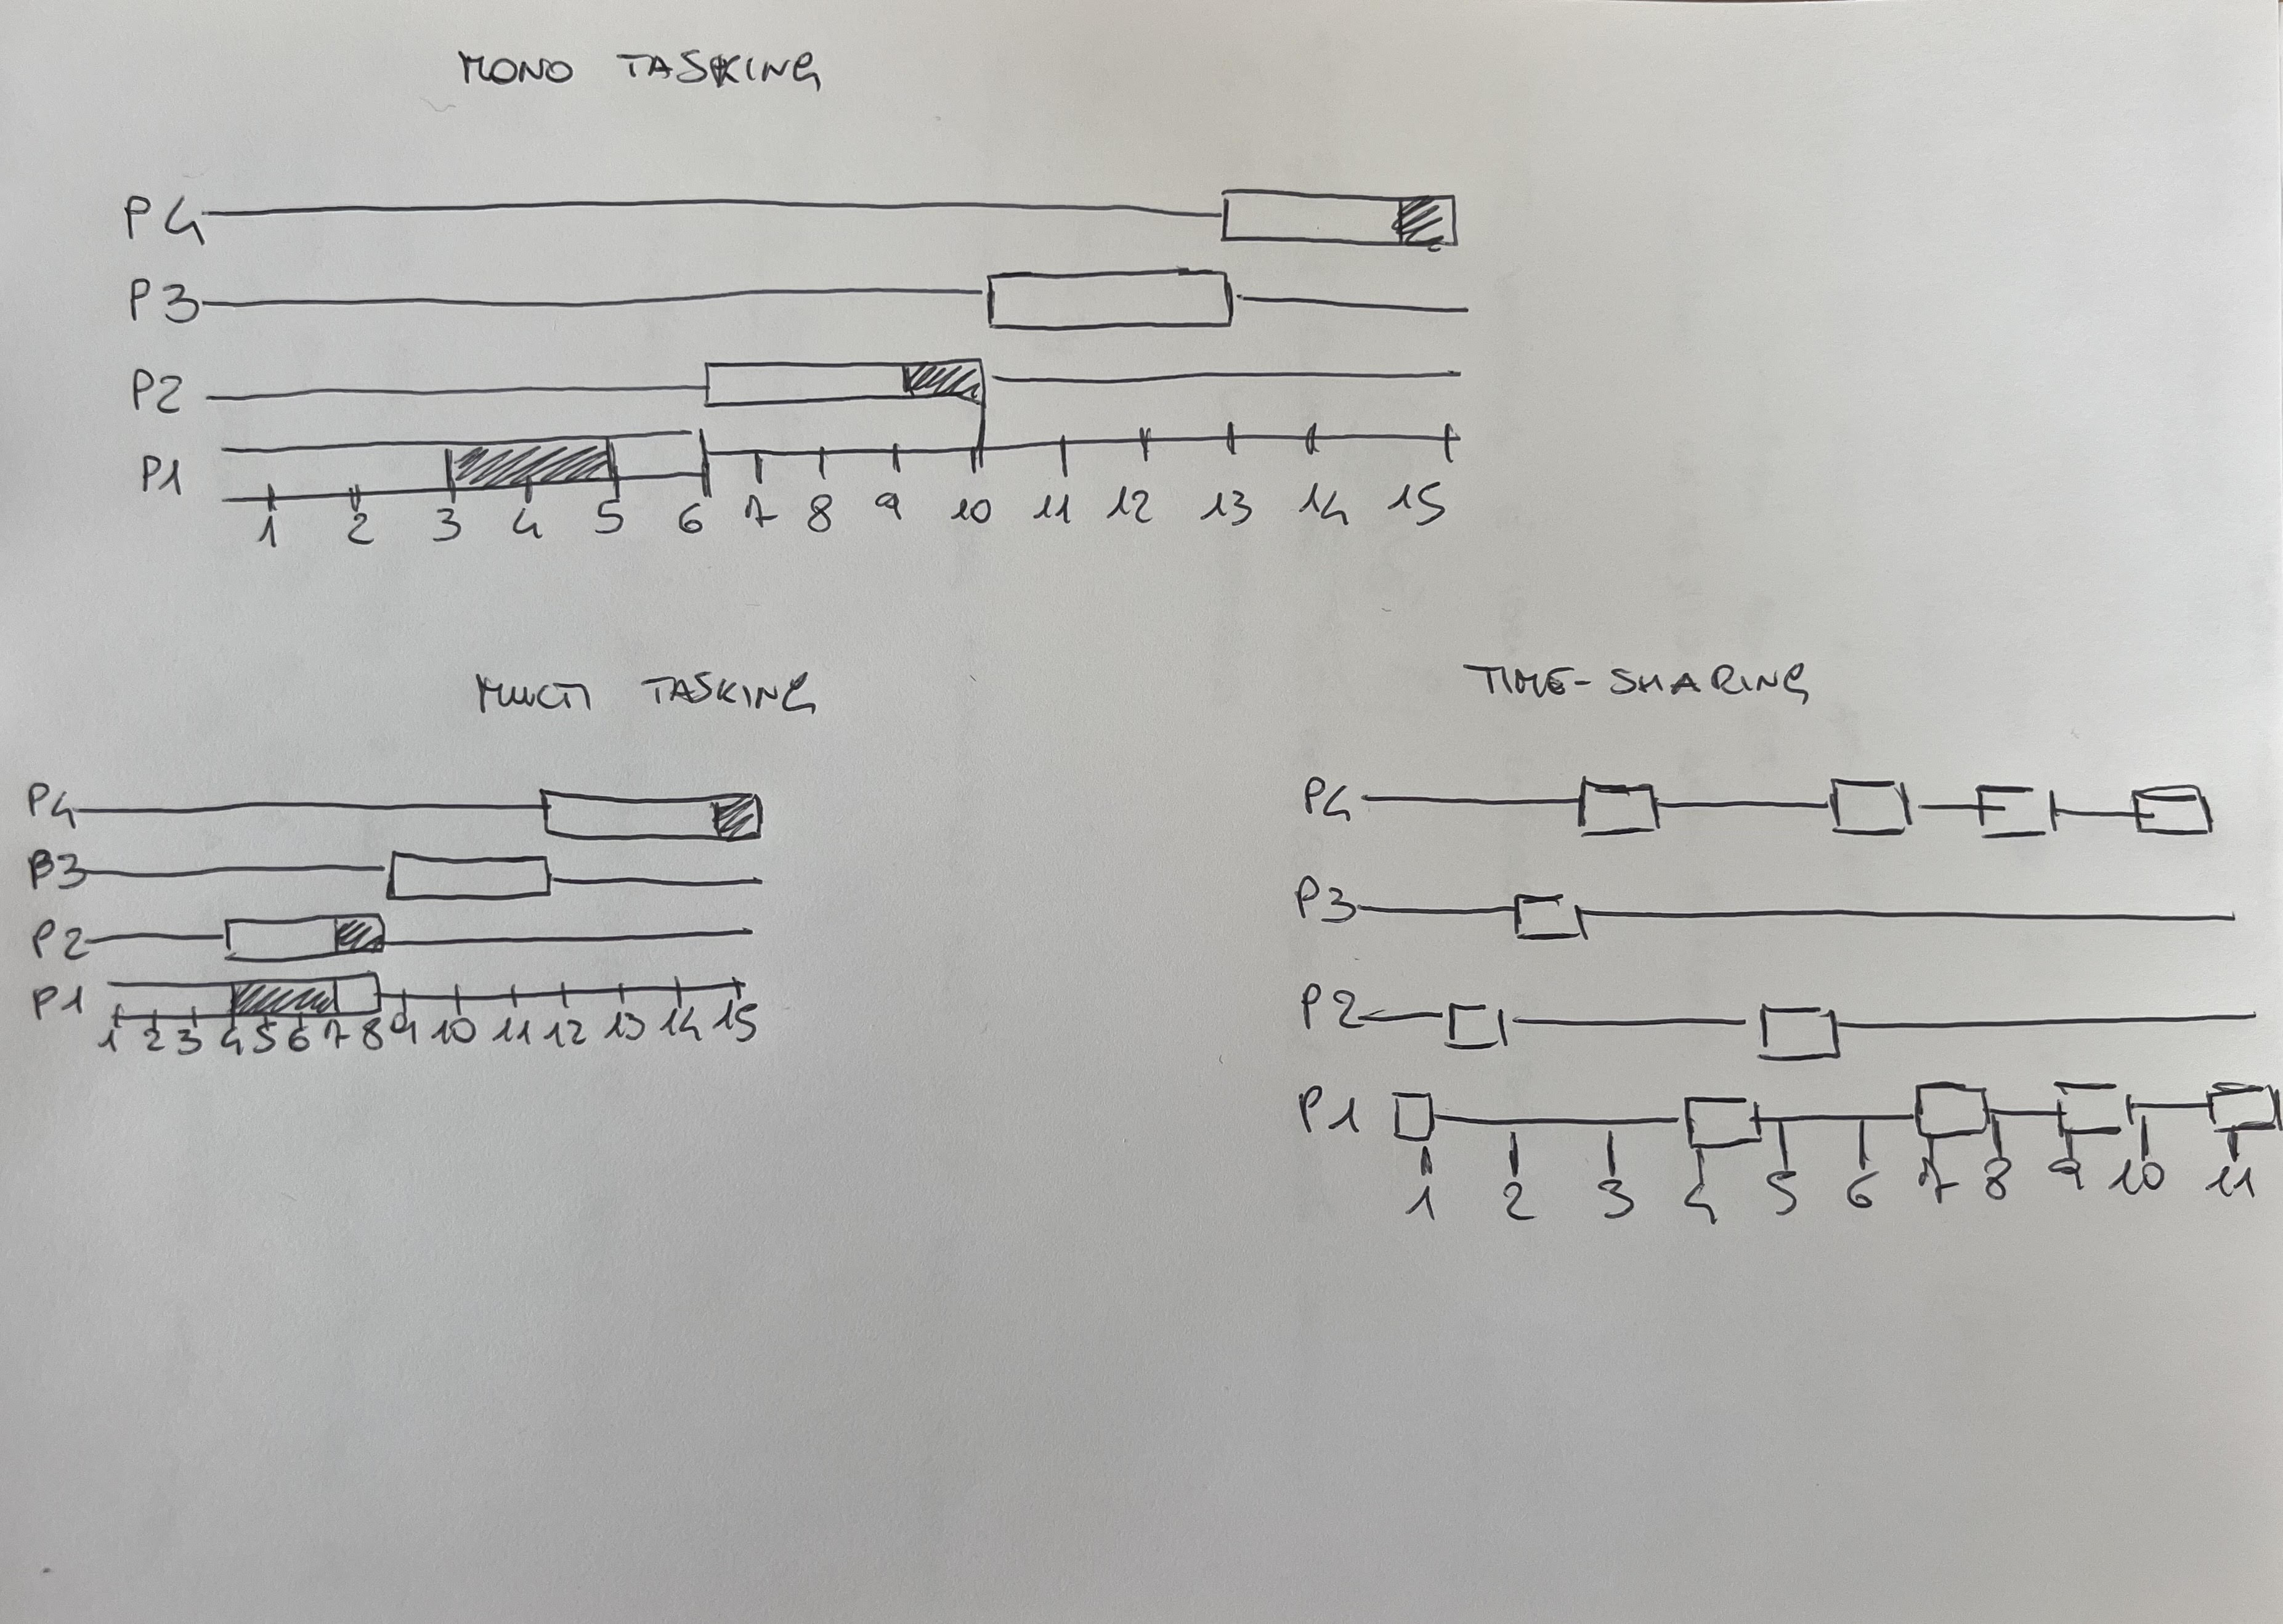 MONO TASKING
P4
P3
P2
P1
1 2 3 4 5 6 7 8 9 10 11 12 13 14 15
MULTI TASKING
P4
P3
P2
P1
1 2 3 4 5 6 7 8 9 10 11 12 13 14 15
TIME-SHARING
P4
P3
P2
P1
1 2 3 4 5 6 7 8 9 10 11